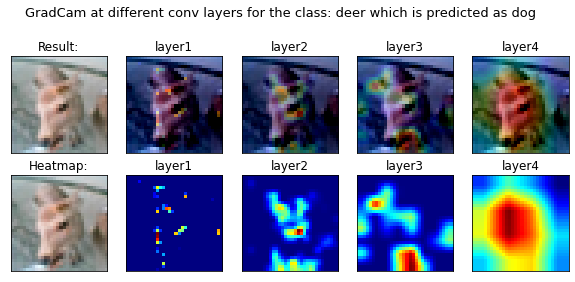 GradCam at different conv layers for the class: deer which is predicted as dog
Result: layer1 layer2 layer3 layer4
Heatmap: layer1 layer2 layer3 layer4